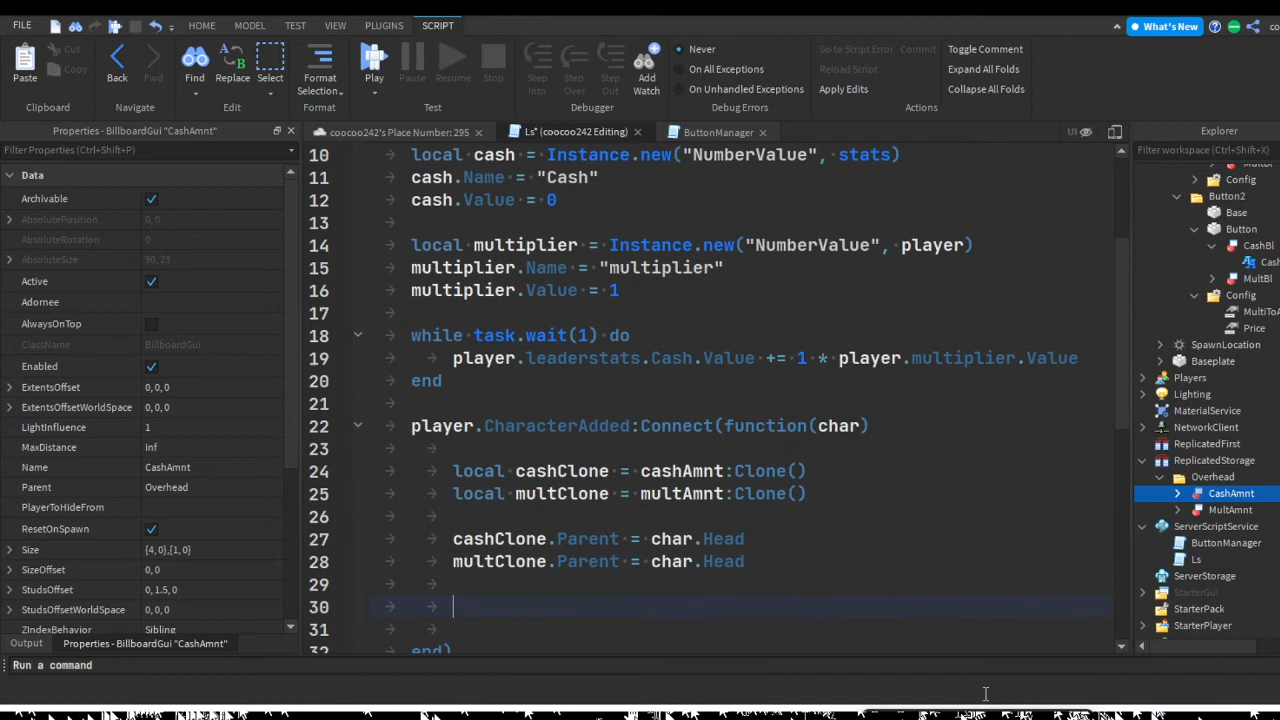 FILE HOME MODEL TEST VIEW PLUGINS SCRIPT What's New co
Paste Cut Copy Back Fwd Find Replace Select Format Selection Play Pause Resume Stop Step Into Step Over Step Out Add Watch
Never On All Exceptions On Unhandled Exceptions
Go to Script Error Commit Reload Script Apply Edits
Toggle Comment Expand All Folds Collapse All Folds
Clipboard Navigate Edit Format Test Debugger Debug Errors Actions
Properties - BillboardGui "CashAmnt"
Filter Properties (Ctrl+Shift+P)
Data
Archivable
AbsolutePosition 0, 0
AbsoluteRotation 0
AbsoluteSize 90, 23
Active
Adornee
AlwaysOnTop
ClassName BillboardGui
Enabled
ExtentsOffset 0, 0, 0
ExtentsOffsetWorldSpace 0, 0, 0
LightInfluence 1
MaxDistance inf
Name CashAmnt
Parent Overhead
PlayerToHideFrom
ResetOnSpawn
Size {4, 0},{1, 0}
SizeOffset 0, 0
StudsOffset 0, 1.5, 0
StudsOffsetWorldSpace 0, 0, 0
ZIndexBehavior Sibling
Output Properties - BillboardGui "CashAmnt"
Run a command
coocoo242's Place Number: 295 Ls* (coocoo242 Editing) ButtonManager UI
10 local cash = Instance.new("NumberValue", stats)
11 cash.Name = "Cash"
12 cash.Value = 0
13
14 local multiplier = Instance.new("NumberValue", player)
15 multiplier.Name = "multiplier"
16 multiplier.Value = 1
17
18 while task.wait(1) do
19 player.leaderstats.Cash.Value += 1 * player.multiplier.Value
20 end
21
22 player.CharacterAdded:Connect(function(char)
23
24 local cashClone = cashAmnt:Clone()
25 local multClone = multAmnt:Clone()
26
27 cashClone.Parent = char.Head
28 multClone.Parent = char.Head
29
30
31
32 end)
Explorer
Filter workspace (Ctrl+Shift+
MultBl
Config
Button2
Base
Button
CashBl
Cash
MultBl
Config
MultiToA
Price
SpawnLocation
Baseplate
Players
Lighting
MaterialService
NetworkClient
ReplicatedFirst
ReplicatedStorage
Overhead
CashAmnt
MultAmnt
ServerScriptService
ButtonManager
Ls
ServerStorage
StarterGui
StarterPack
StarterPlayer